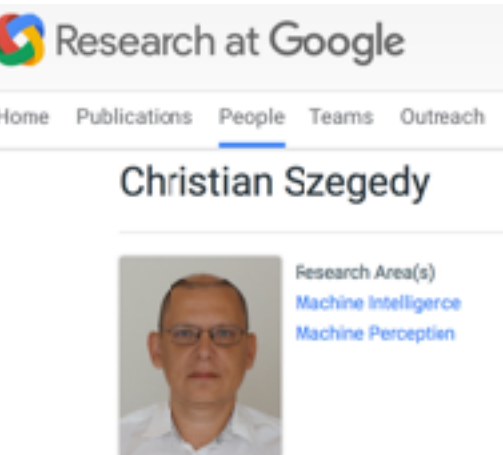 Research at Google
Home Publications People Teams Outreach
Christian Szegedy
Research Area(s)
Machine Intelligence
Machine Perception